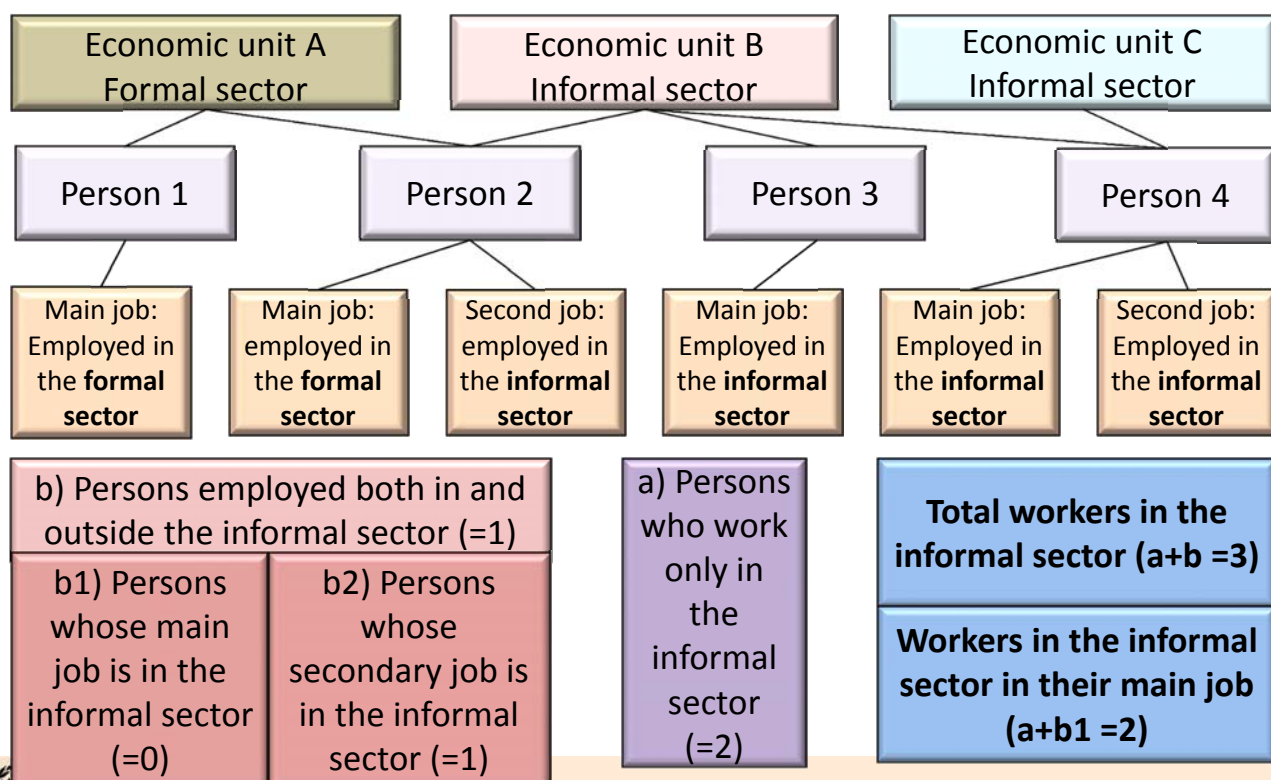 Economic unit A
Formal sector
Economic unit B
Informal sector
Economic unit C
Informal sector
Person 1
Person 2
Person 3
Person 4
Main job:
Employed in
the formal
sector
Main job:
employed in
the formal
sector
Second job:
employed in
the informal
sector
Main job:
Employed in
the informal
sector
Main job:
Employed in
the informal
sector
Second job:
Employed in
the informal
sector
b) Persons employed both in and
outside the informal sector (=1)
b1) Persons
whose main
job is in the
informal sector
(=0)
b2) Persons
whose
secondary job is
in the informal
sector (=1)
a) Persons
who work
only in
the
informal
sector
(=2)
Total workers in the
informal sector (a+b =3)
Workers in the informal
sector in their main job
(a+b1 =2)